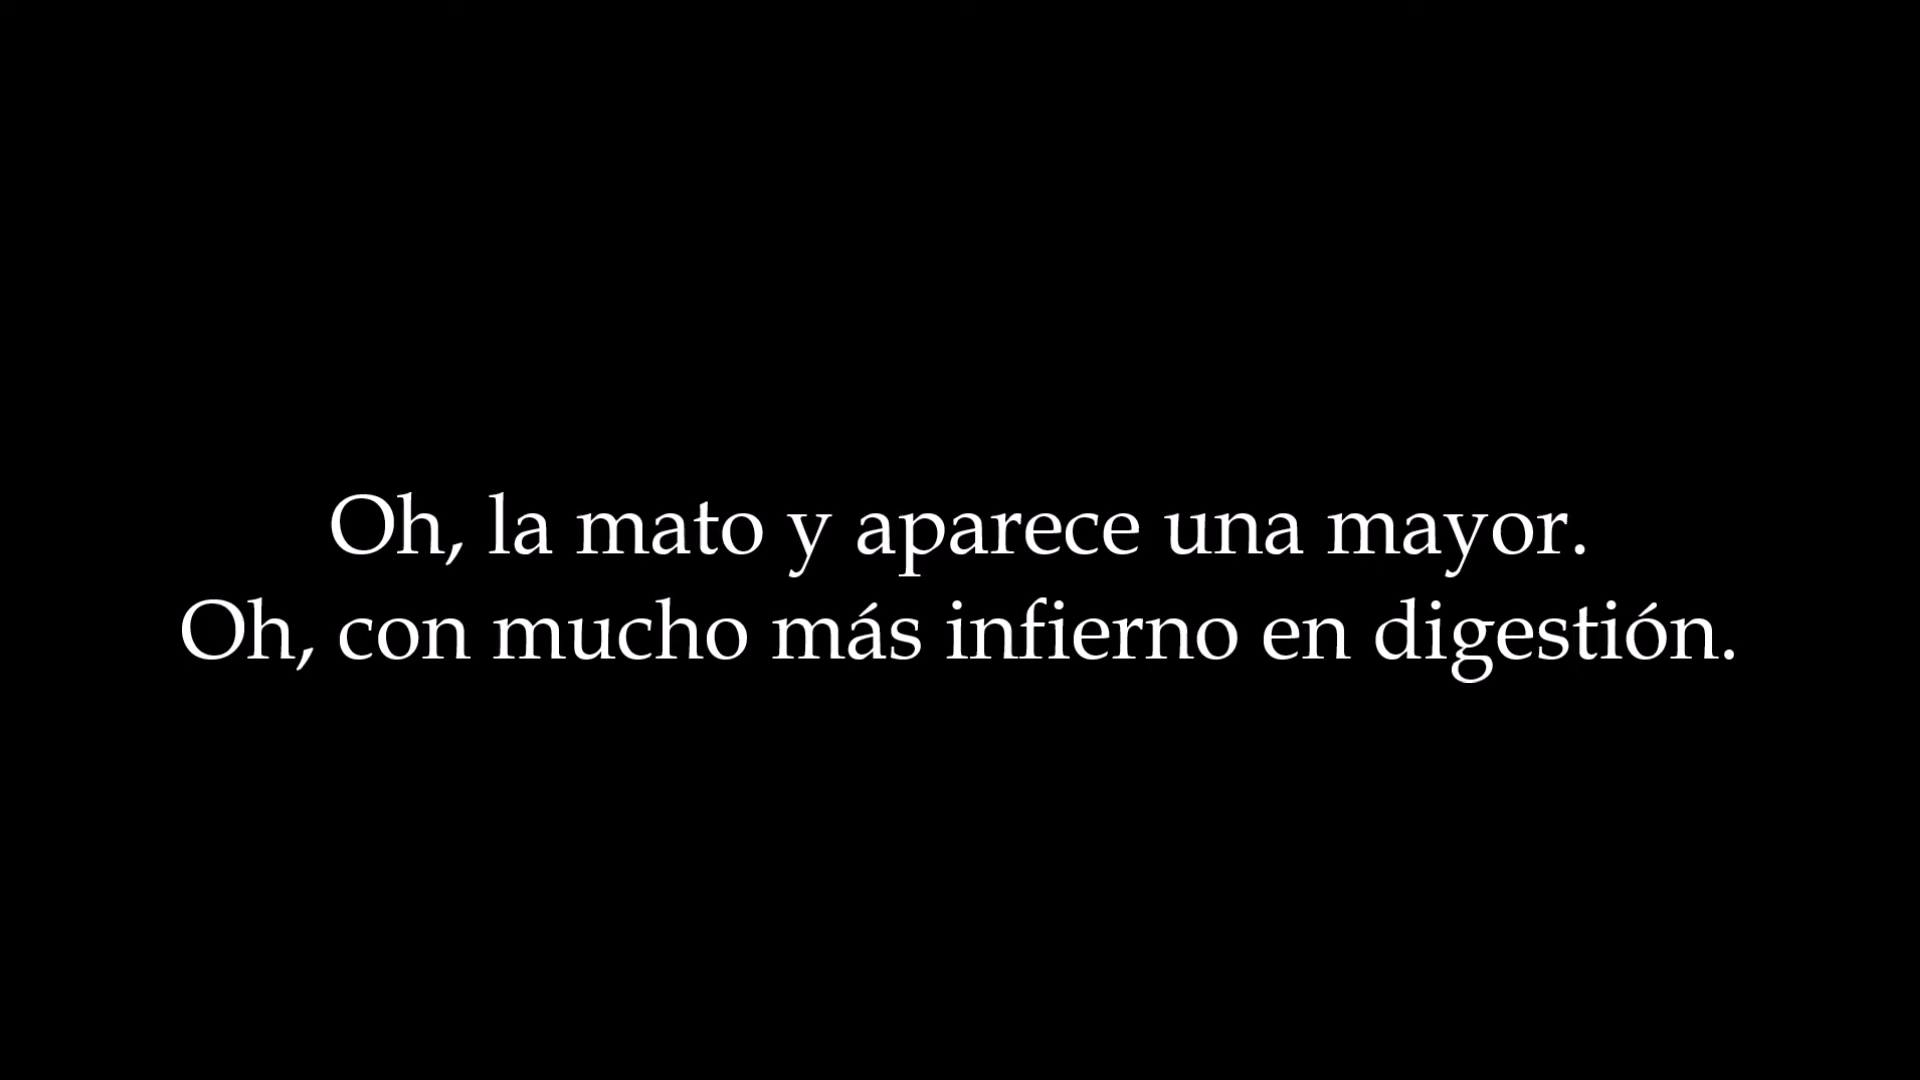 Oh, la mato y aparece una mayor.
Oh, con mucho más infierno en digestión.